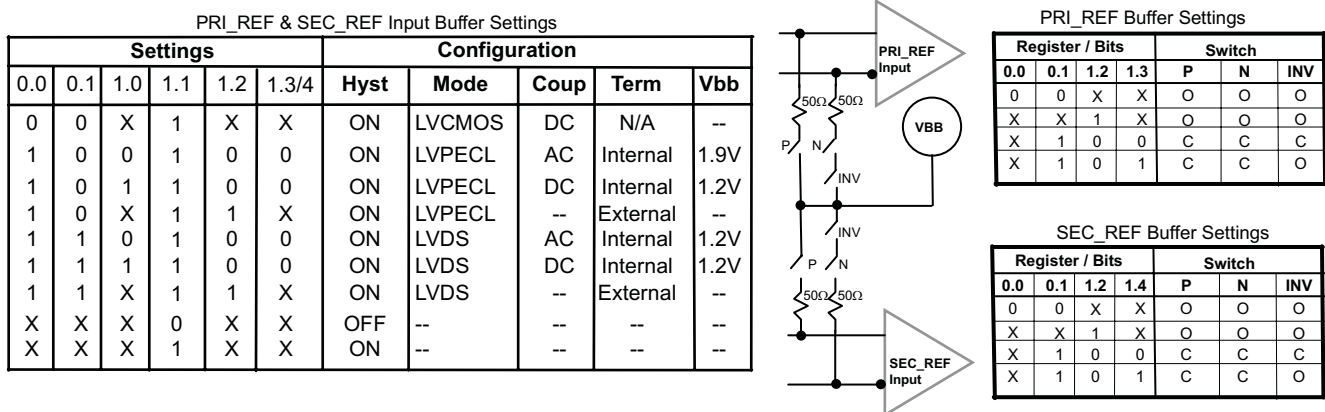 PRI_REF & SEC_REF Input Buffer Settings
Settings Configuration
0.0 0.1 1.0 1.1 1.2 1.3/4 Hyst Mode Coup Term Vbb
0 0 X 1 X X ON LVCMOS DC N/A --
1 0 0 1 0 0 ON LVPECL AC Internal 1.9V
1 0 1 1 0 0 ON LVPECL DC Internal 1.2V
1 0 X 1 1 X ON LVPECL -- External --
1 1 0 1 0 0 ON LVDS AC Internal 1.2V
1 1 1 1 0 0 ON LVDS DC Internal 1.2V
1 1 X 1 1 X ON LVDS -- External --
X X X 0 X X OFF -- -- -- --
X X X 1 X X ON -- -- -- --
PRI_REF
Input
50Ω 50Ω
VBB
P N
INV
INV
P N
50Ω 50Ω
SEC_REF
Input
PRI_REF Buffer Settings
Register / Bits Switch
0.0 0.1 1.2 1.3 P N INV
0 0 X X O O O
X X 1 X O O O
X 1 0 0 C C C
X 1 0 1 C C O
SEC_REF Buffer Settings
Register / Bits Switch
0.0 0.1 1.2 1.4 P N INV
0 0 X X O O O
X X 1 X O O O
X 1 0 0 C C C
X 1 0 1 C C O